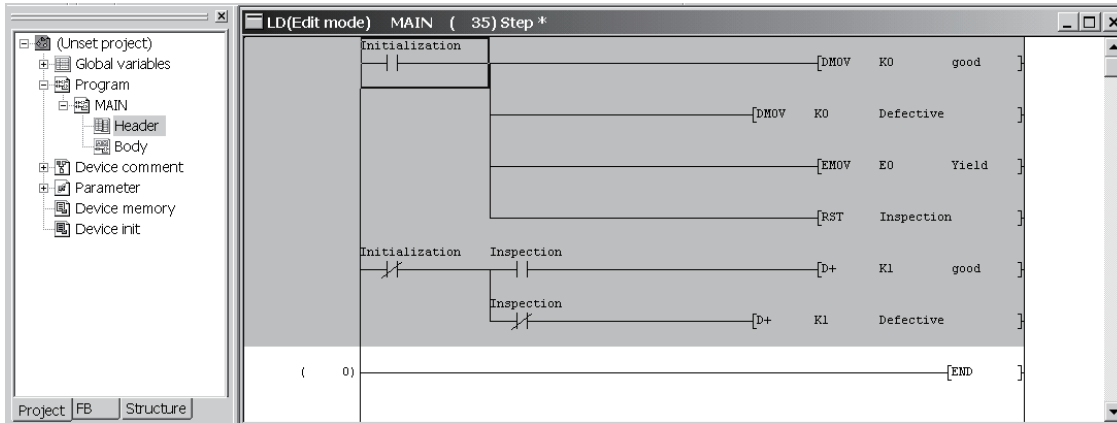 (Unset project)
Global variables
Program
MAIN
Header
Body
Device comment
Parameter
Device memory
Device init
Project FB Structure
LD(Edit mode) MAIN ( 35) Step *
Initialization
[DMOV K0 good ]
[DMOV K0 Defective ]
[EMOV E0 Yield ]
[RST Inspection ]
Initialization Inspection
[D+ K1 good ]
Inspection
[D+ K1 Defective ]
( 0) [END ]